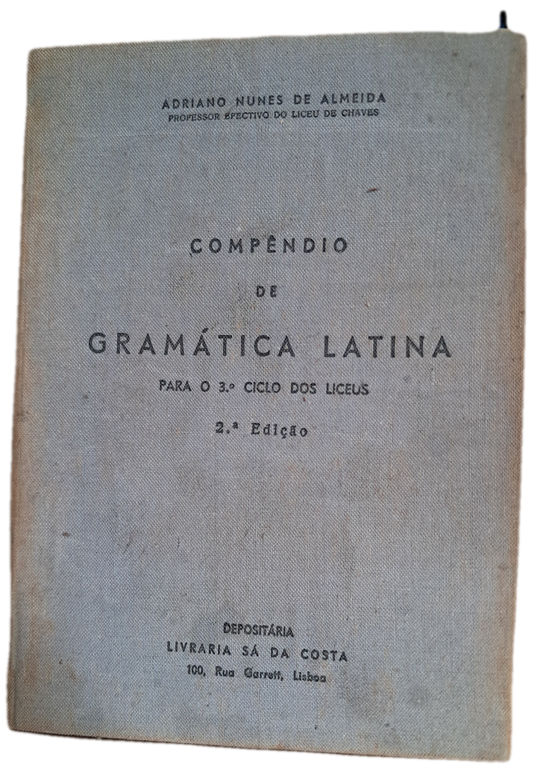 ADRIANO NUNES DE ALMEIDA
PROFESSOR EFECTIVO DO LICEU DE CHAVES
COMPÊNDIO
DE
GRAMÁTICA LATINA
PARA O 3.º CICLO DOS LICEUS
2.ª Edição
DEPOSITÁRIA
LIVRARIA SÁ DA COSTA
100, Rua Garrett, Lisboa